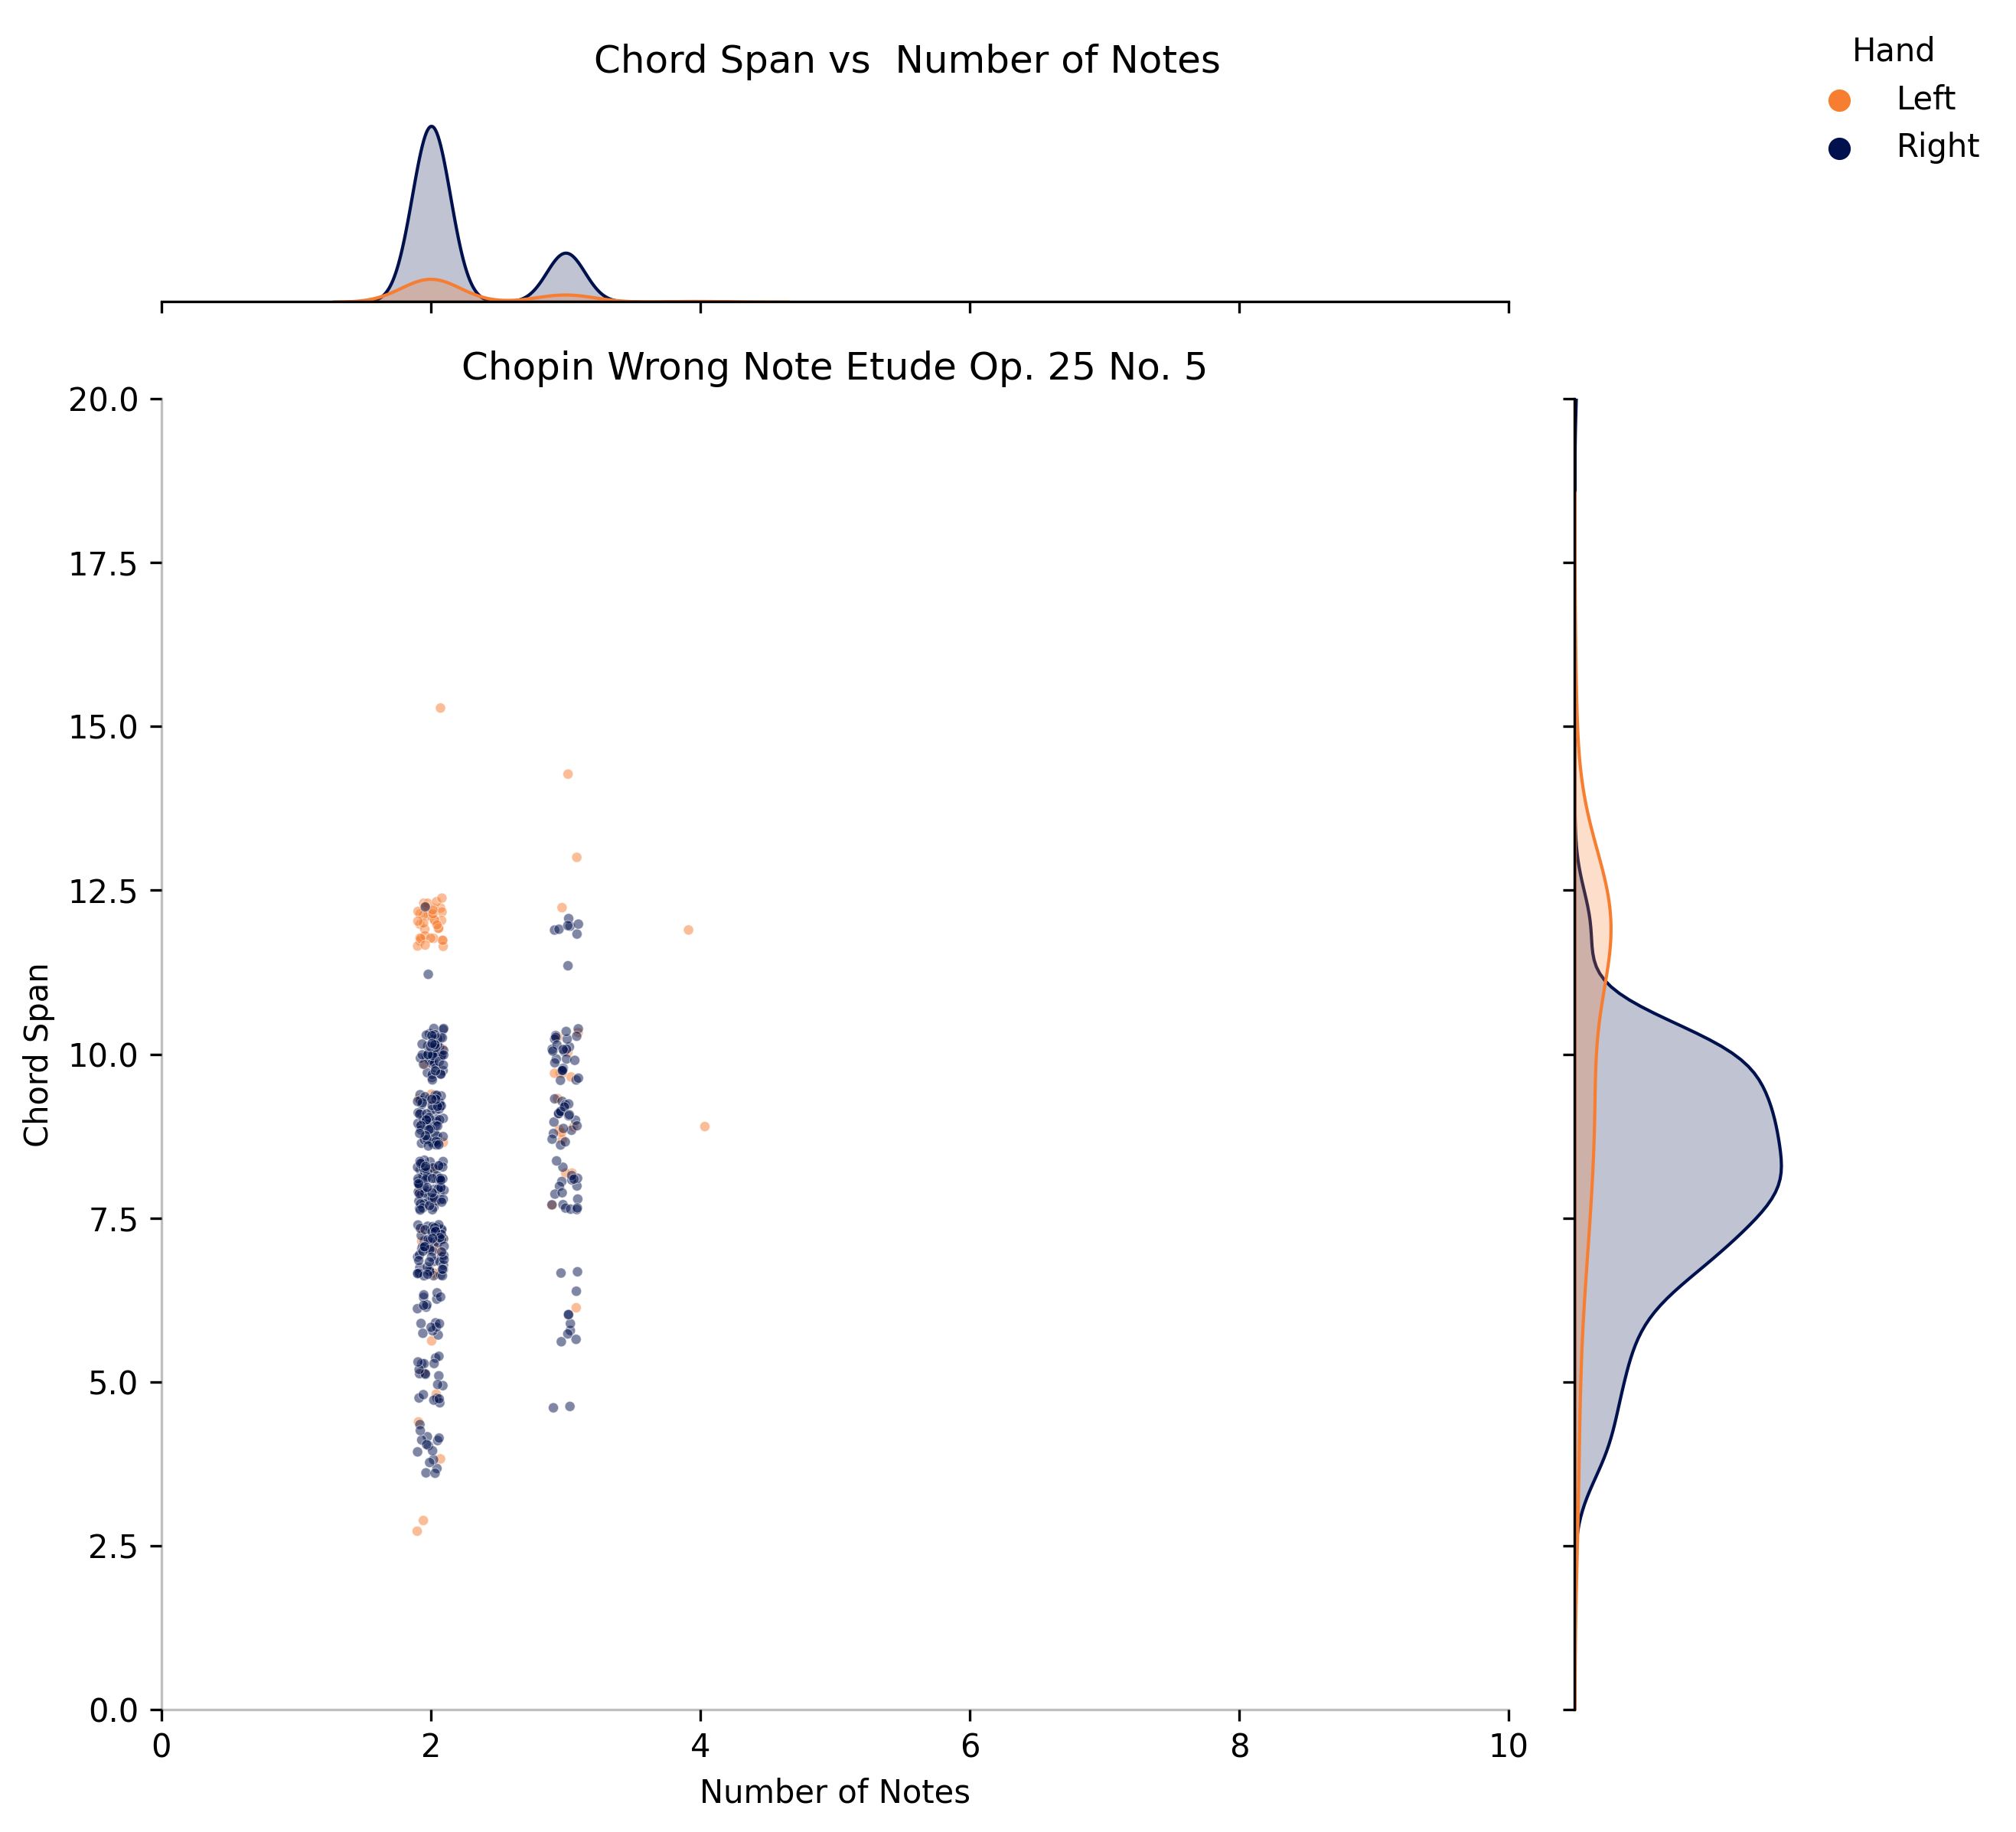 Chord Span vs  Number of Notes
Hand
Left
Right
Chopin Wrong Note Etude Op. 25 No. 5
20.0
17.5
15.0
12.5
10.0
7.5
5.0
2.5
0.0
Chord Span
0 2 4 6 8 10
Number of Notes